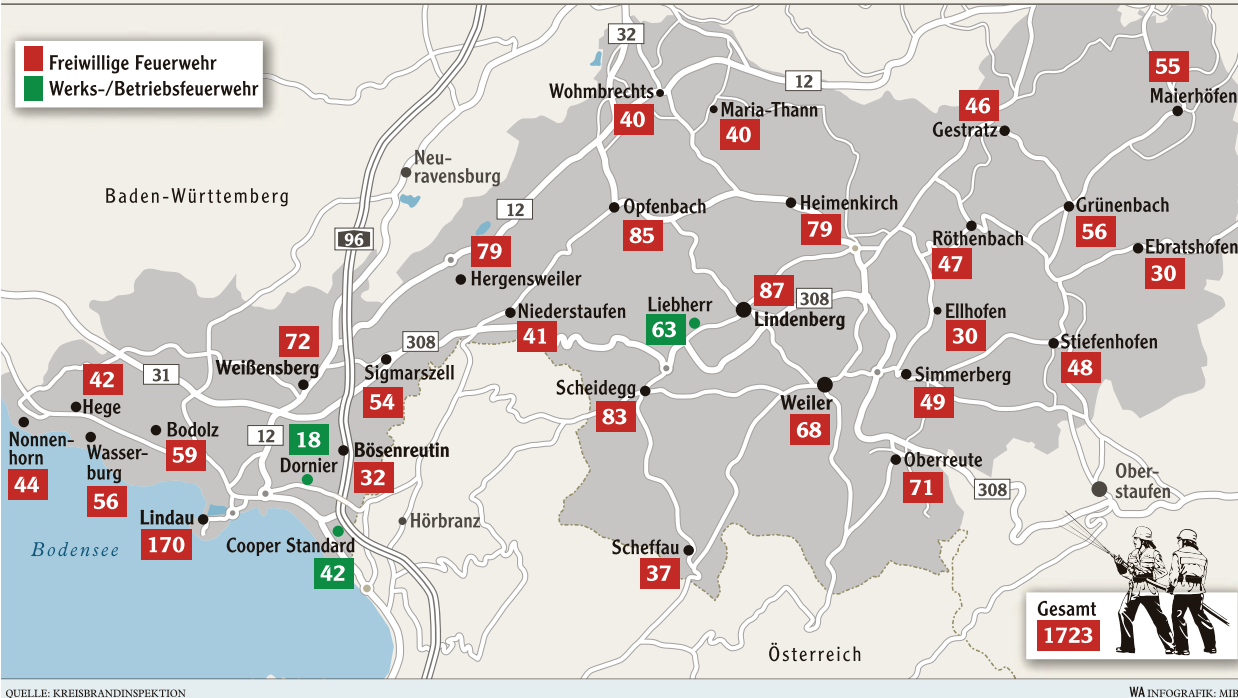 Freiwillige Feuerwehr
Werks-/Betriebsfeuerwehr
32
12
55
Maierhöfen
Wohmbrechts
40
Maria-Thann
40
46
Gestratz
Neu-
ravensburg
Baden-Württemberg
12
Opfenbach
85
Heimenkirch
79
Grünenbach
56
Röthenbach
47
Ebratshofen
30
96
79
Hergensweiler
87
308
Lindenberg
Liebherr
63
Niederstaufen
41
Ellhofen
30
Stiefenhofen
48
72
Weißensberg
308
Sigmarszell
54
31
42
Hege
Scheidegg
83
Weiler
68
Simmerberg
49
Nonnen-
horn
44
Wasser-
burg
56
Bodolz
59
12
18
Dornier
Bösenreutin
32
Oberreute
71
308
Ober-
staufen
Lindau
170
Hörbranz
Bodensee
Cooper Standard
42
Scheffau
37
Gesamt
1723
Österreich
QUELLE: KREISBRANDINSPEKTION
WA INFOGRAFIK: MIB